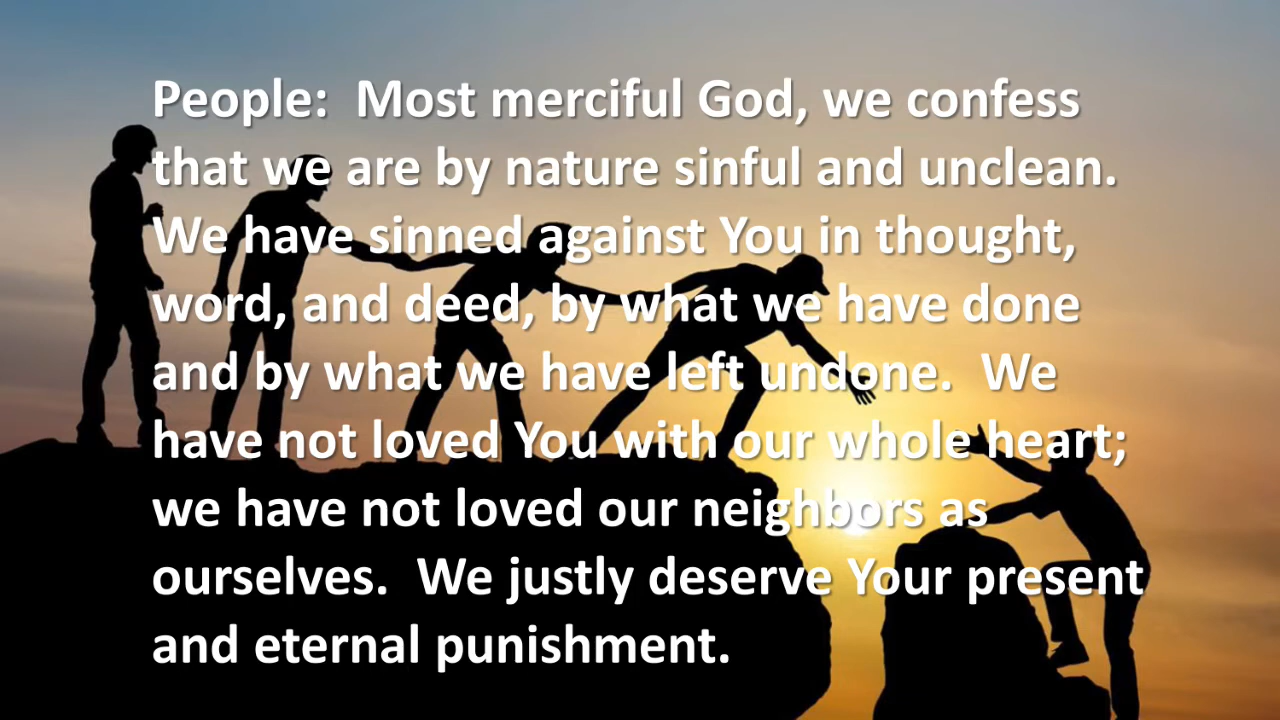 People:  Most merciful God, we confess
that we are by nature sinful and unclean.
We have sinned against You in thought,
word, and deed, by what we have done
and by what we have left undone.  We
have not loved You with our whole heart;
we have not loved our neighbors as
ourselves.  We justly deserve Your present
and eternal punishment.